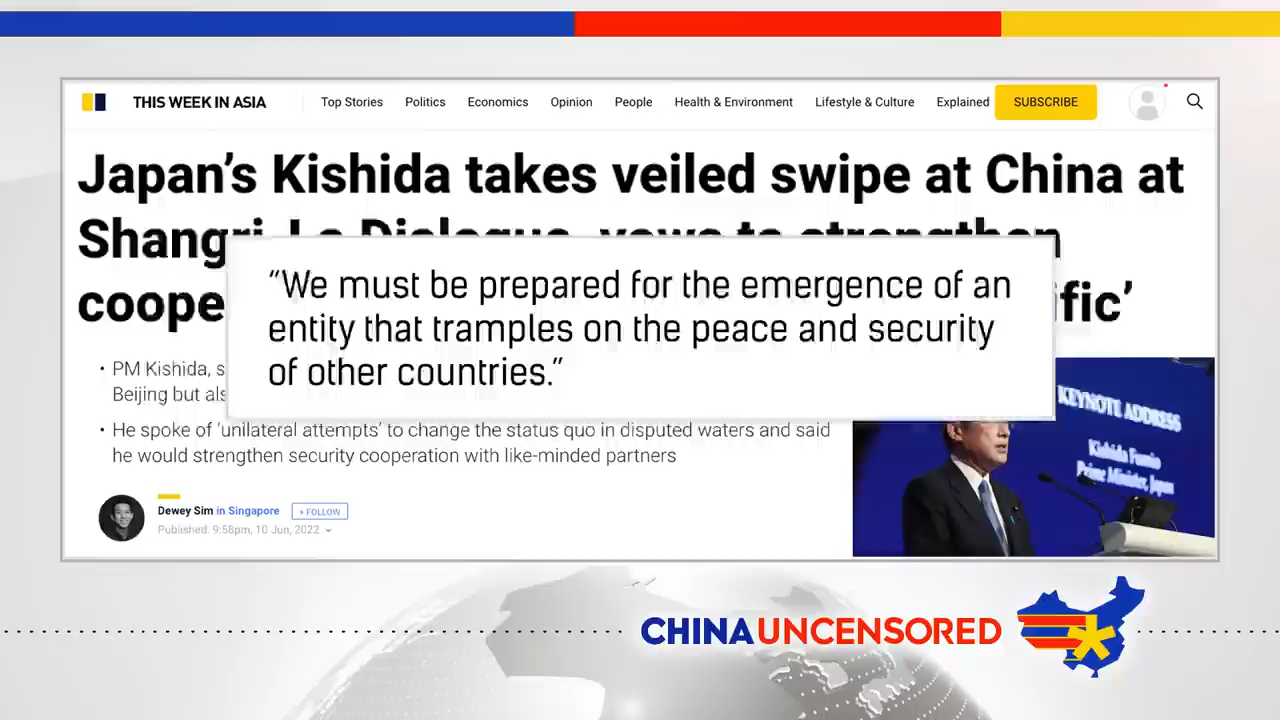 THIS WEEK IN ASIA
Top Stories Politics Economics Opinion People Health & Environment Lifestyle & Culture Explained SUBSCRIBE
Japan’s Kishida takes veiled swipe at China at
“We must be prepared for the emergence of an
entity that tramples on the peace and security
of other countries.“
PM Kishida,
Beijing but
• He spoke of ‘unilateral attempts’ to change the status quo in disputed waters and said
he would strengthen security cooperation with like-minded partners
KEYNOTE ADDRESS
Kishida Fumio
Prime Minister, Japan
Dewey Sim in Singapore + FOLLOW
Published: 9:58pm, 10 Jun, 2022
CHINA UNCENSORED